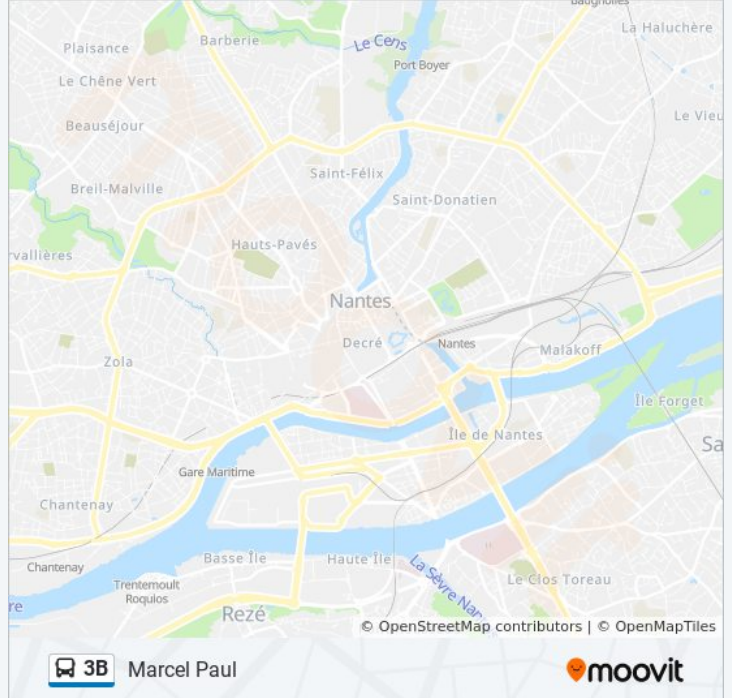 Baugnolles
La Haluchère
Barberie
Le Cens
Plaisance
Port Boyer
Le Chêne Vert
Le Vieu
Beauséjour
Saint-Félix
Breil-Malville
Saint-Donatien
Hauts-Pavés
rvallières
Nantes
Decré
Nantes
Malakoff
Zola
Île Forget
Île de Nantes
Sa
Gare Maritime
Chantenay
Basse Île
Haute Île
Chantenay
La Sèvre Nan
Le Clos Toreau
Trentemoult
Roquios
re
Rezé
H
© OpenStreetMap contributors | © OpenMapTiles
3B Marcel Paul
moovit